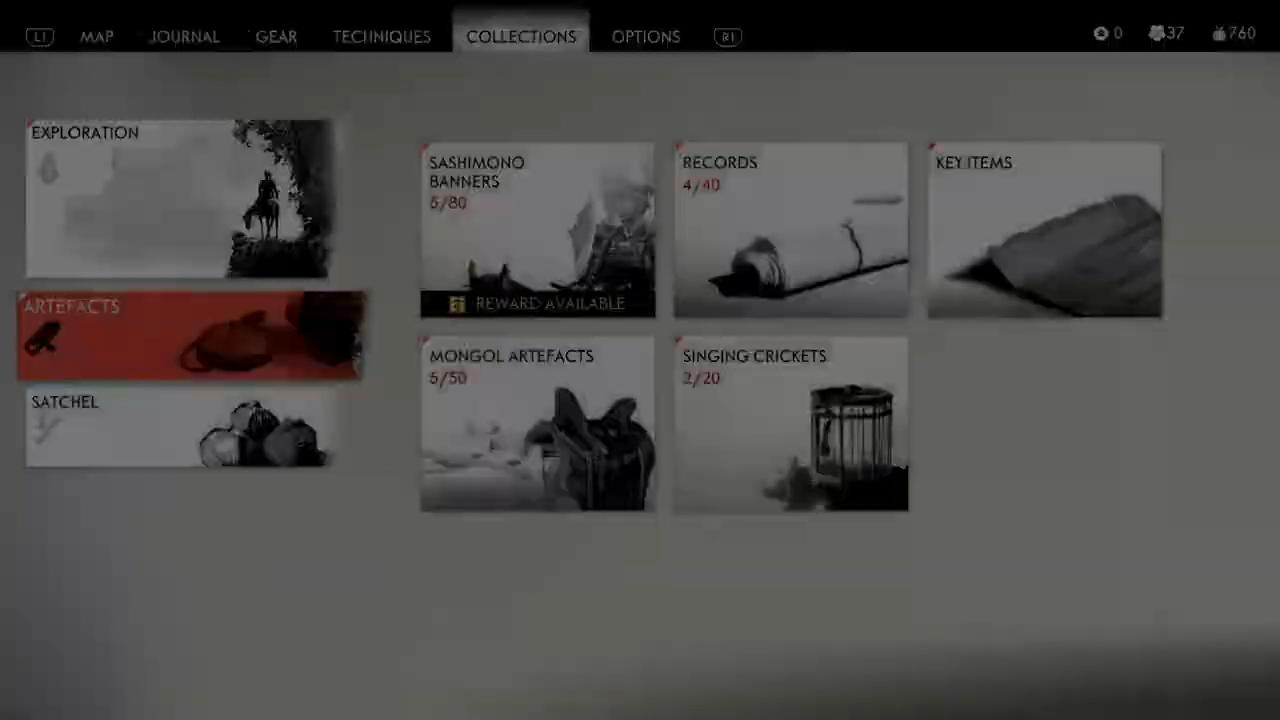 L1 MAP JOURNAL GEAR TECHNIQUES COLLECTIONS OPTIONS R1 0 37 760
EXPLORATION
ARTEFACTS
SATCHEL
SASHIMONO
BANNERS
5/80
REWARD AVAILABLE
RECORDS
4/40
KEY ITEMS
MONGOL ARTEFACTS
5/50
SINGING CRICKETS
2/20